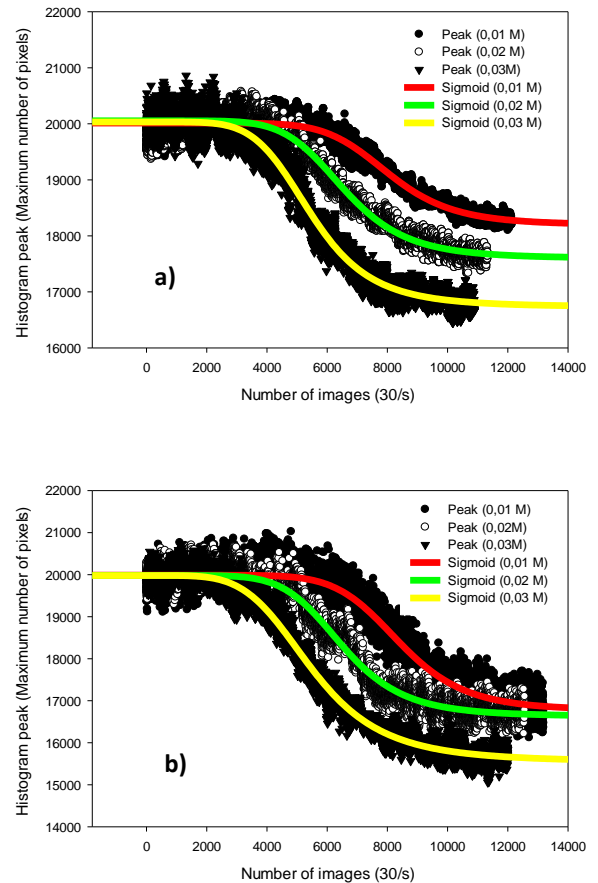 a)
Peak (0,01 M)
Peak (0,02 M)
Peak (0,03M)
Sigmoid (0,01 M)
Sigmoid (0,02 M)
Sigmoid (0,03 M)
22000
21000
20000
19000
18000
17000
16000
Histogram peak (Maximum number of pixels)
0 2000 4000 6000 8000 10000 12000 14000
Number of images (30/s)
b)
Peak (0,01 M)
Peak (0,02M)
Peak (0,03M)
Sigmoid (0,01 M)
Sigmoid (0,02 M)
Sigmoid (0,03 M)
22000
21000
20000
19000
18000
17000
16000
15000
14000
Histogram peak (Maximum number of pixels)
0 2000 4000 6000 8000 10000 12000 14000
Number of images (30/s)